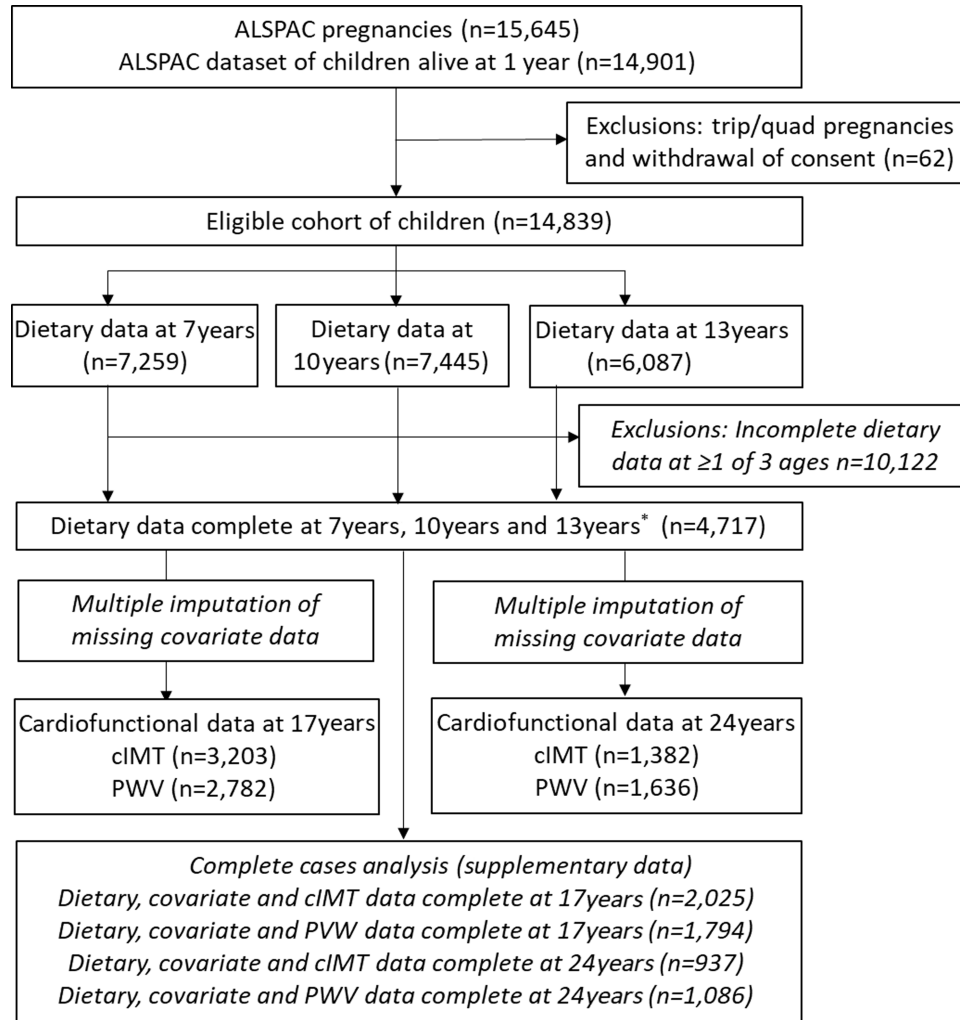 ALSPAC pregnancies (n=15,645)
ALSPAC dataset of children alive at 1 year (n=14,901)
Exclusions: trip/quad pregnancies
and withdrawal of consent (n=62)
Eligible cohort of children (n=14,839)
Dietary data at 7years
(n=7,259)
Dietary data at
10years (n=7,445)
Dietary data at 13years
(n=6,087)
Exclusions: Incomplete dietary
data at ≥1 of 3 ages n=10,122
Dietary data complete at 7years, 10years and 13years* (n=4,717)
Multiple imputation of
missing covariate data
Multiple imputation of
missing covariate data
Cardiofunctional data at 17years
cIMT (n=3,203)
PWV (n=2,782)
Cardiofunctional data at 24years
cIMT (n=1,382)
PWV (n=1,636)
Complete cases analysis (supplementary data)
Dietary, covariate and cIMT data complete at 17years (n=2,025)
Dietary, covariate and PVW data complete at 17years (n=1,794)
Dietary, covariate and cIMT data complete at 24years (n=937)
Dietary, covariate and PWV data complete at 24years (n=1,086)